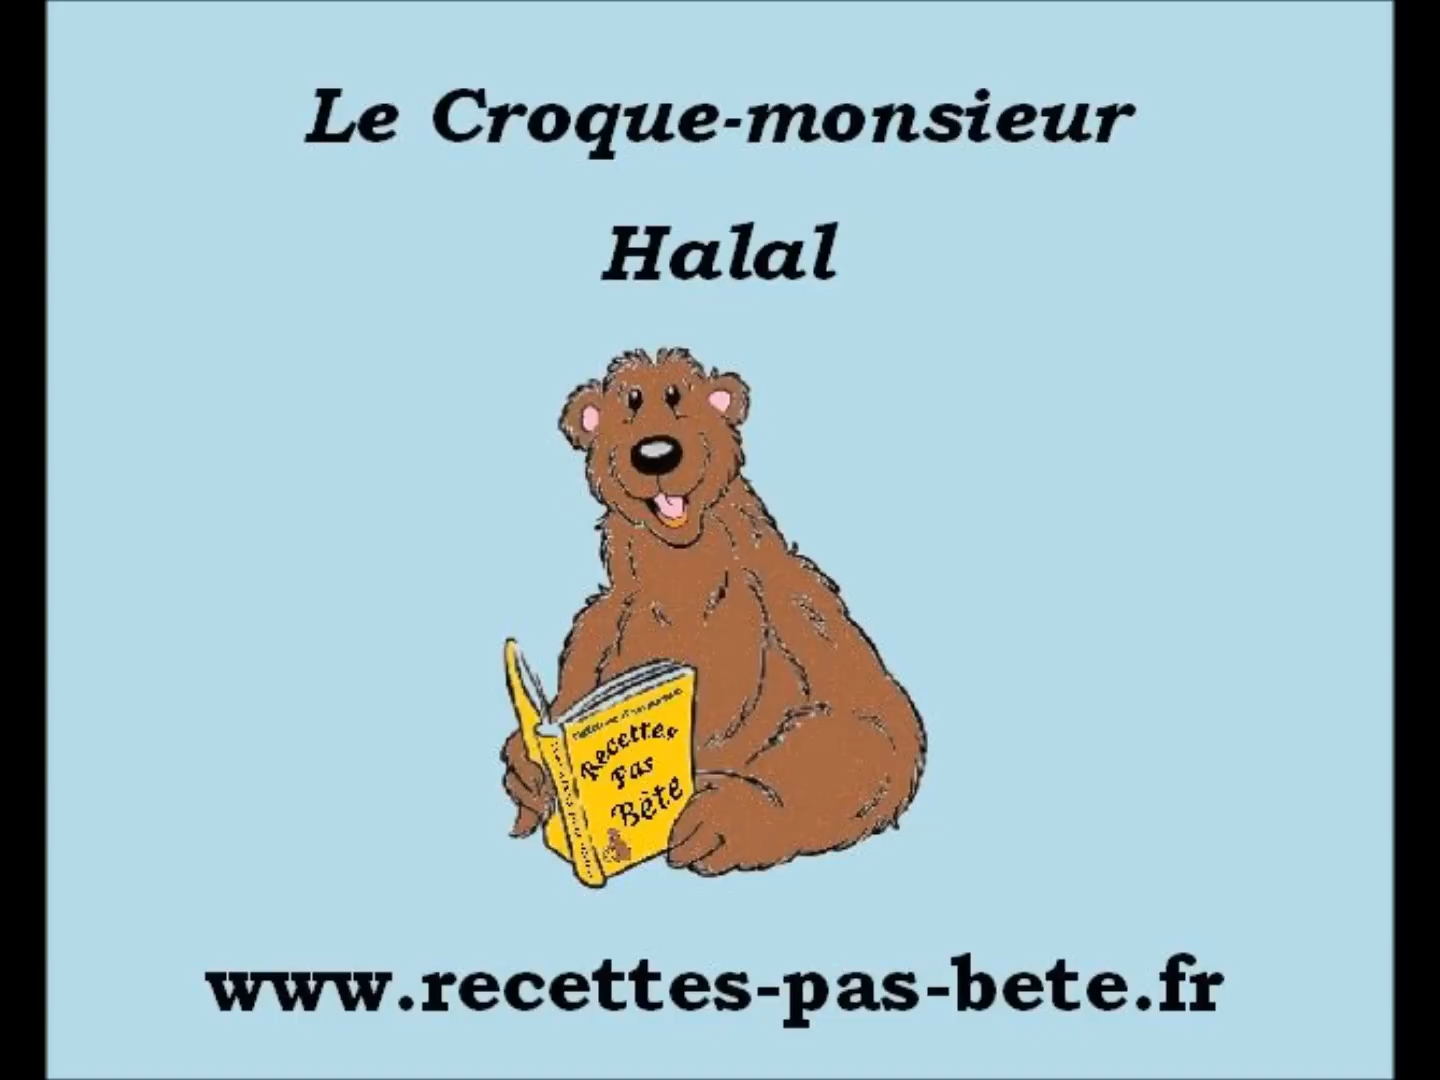 Le Croque-monsieur
Halal
Recettes
Pas
Bête
www.recettes-pas-bete.fr